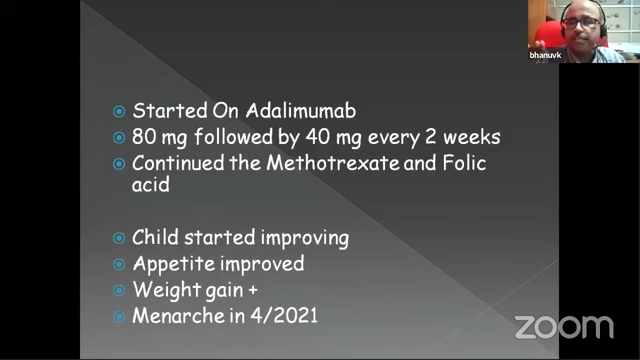 bhanuvk
Started On Adalimumab
80 mg followed by 40 mg every 2 weeks
Continued the Methotrexate and Folic
acid
Child started improving
Appetite improved
Weight gain +
Menarche in 4/2021
zoom